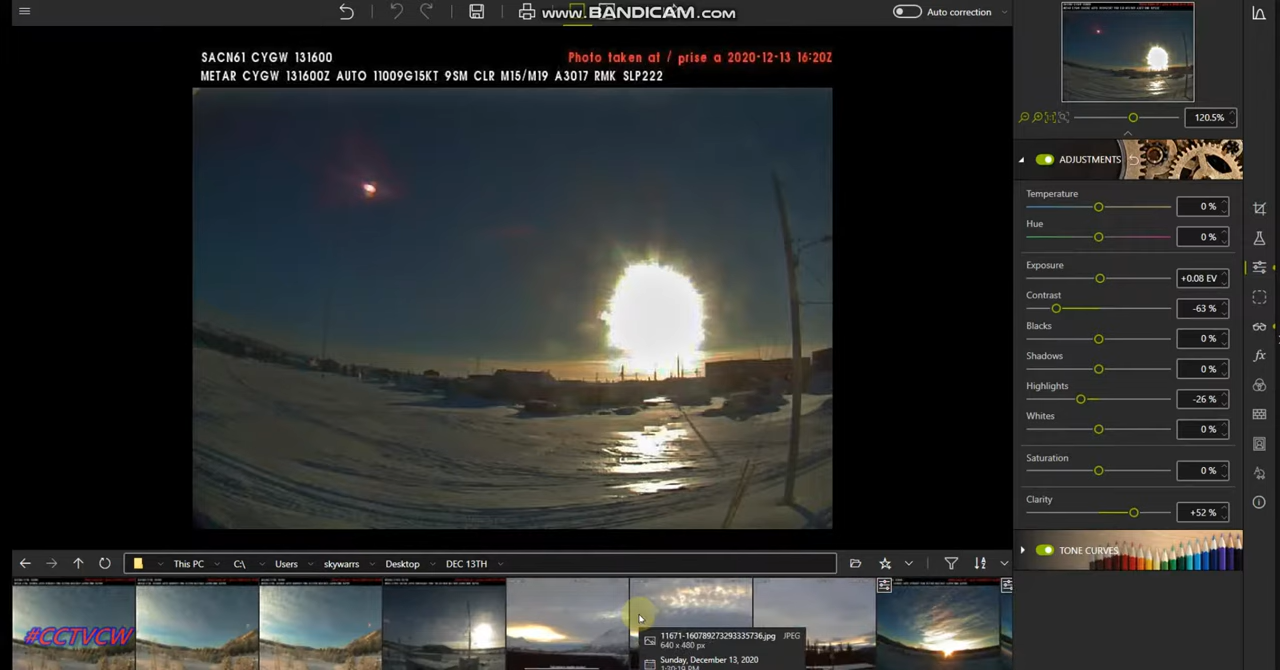 www.BANDICAM.com
Auto correction
SACN61 CYGW 131600
Photo taken at / prise a 2020-12-13 16:20Z
METAR CYGW 131600Z AUTO 11009G15KT 9SM CLR M15/M19 A3017 RMK SLP222
120.5%
ADJUSTMENTS
Temperature
0 %
Hue
0 %
Exposure
+0.08 EV
Contrast
-63 %
Blacks
0 %
Shadows
0 %
Highlights
-26 %
Whites
0 %
Saturation
0 %
Clarity
+52 %
TONE CURVES
This PC
C:\
Users
skywarrs
Desktop
DEC 13TH
#CCTVCW
11671-1607892732933357​36.jpg JPEG
640 x 480 px
Sunday, December 13, 2020